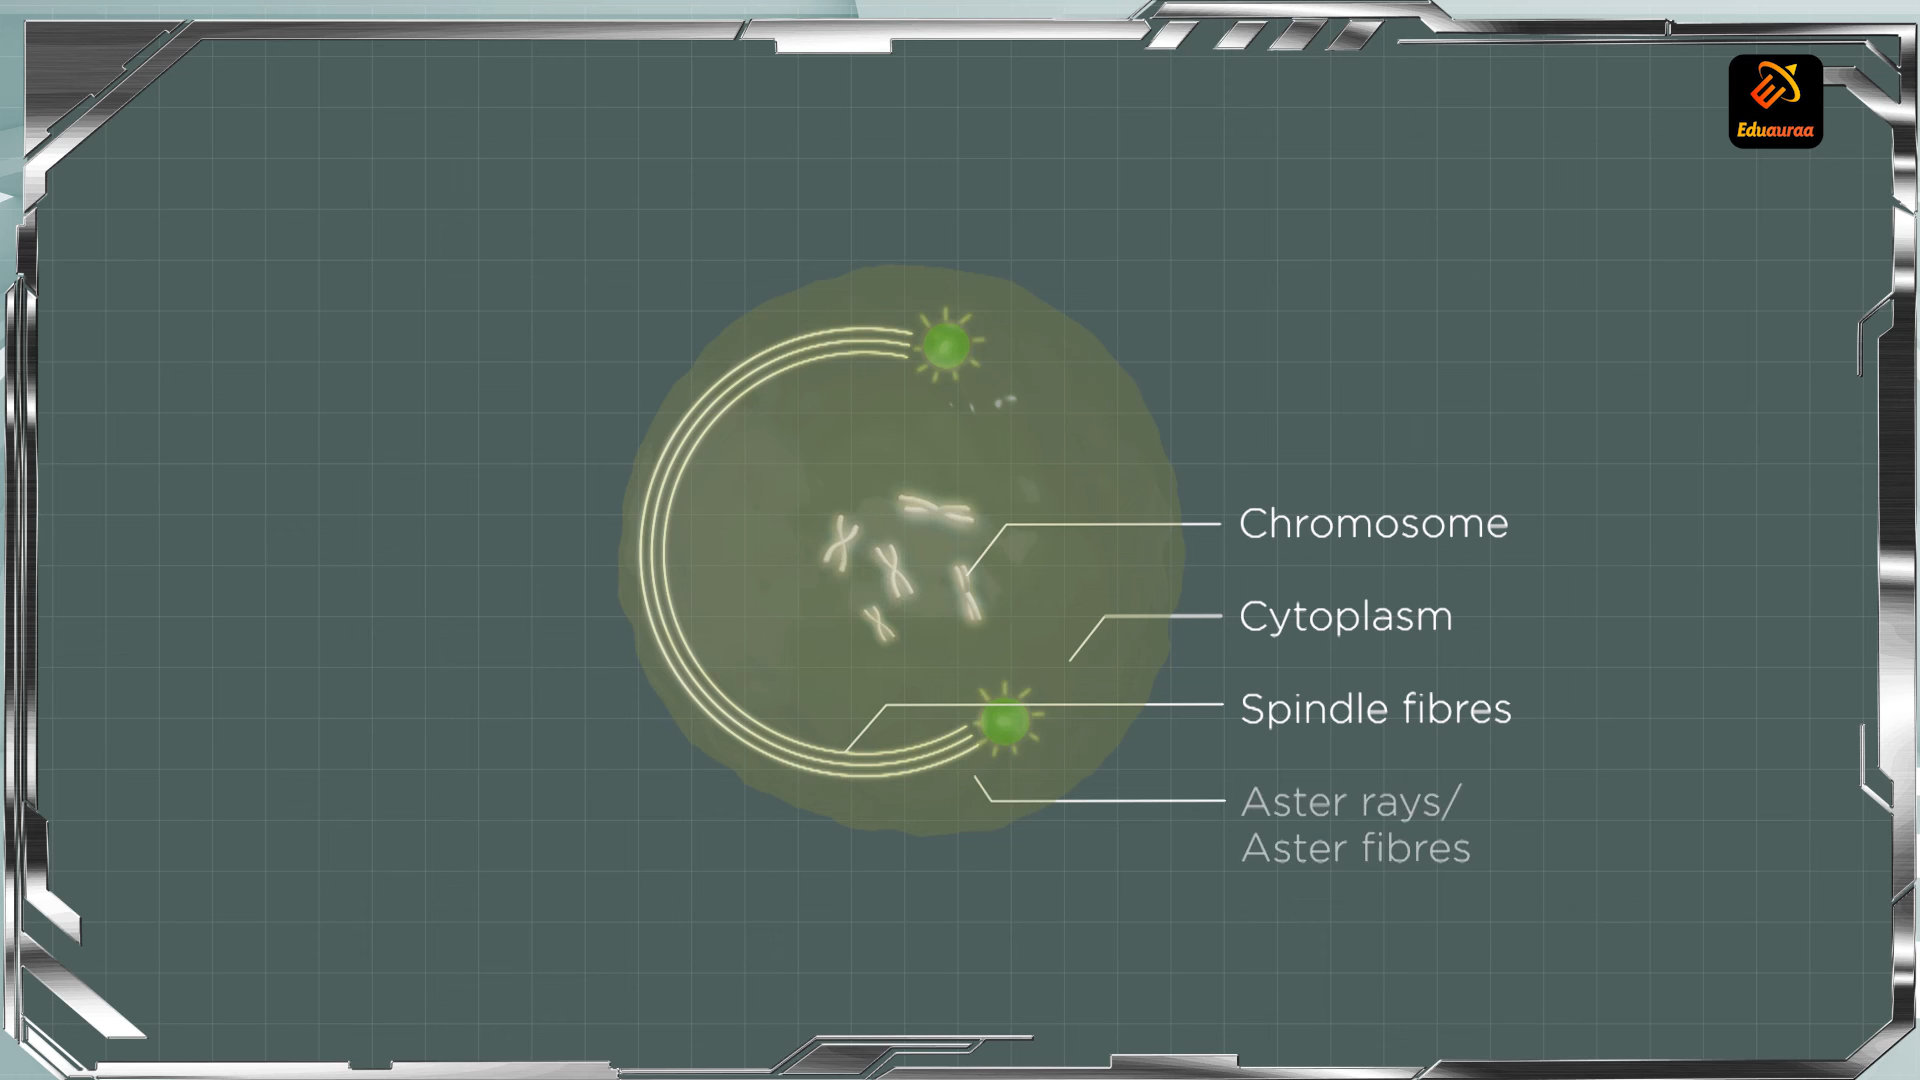 Eduauraa
Chromosome
Cytoplasm
Spindle fibres
Aster rays/
Aster fibres